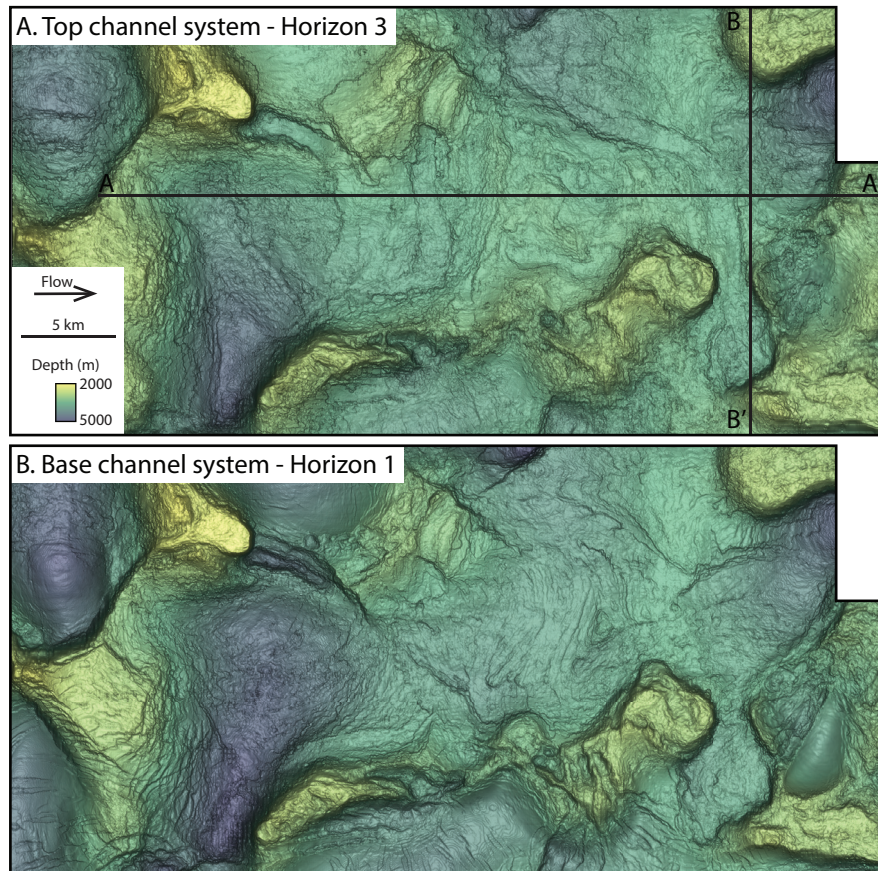 A. Top channel system - Horizon 3
B
A
A
Flow
5 km
Depth (m)
2000
5000
B'
B. Base channel system - Horizon 1